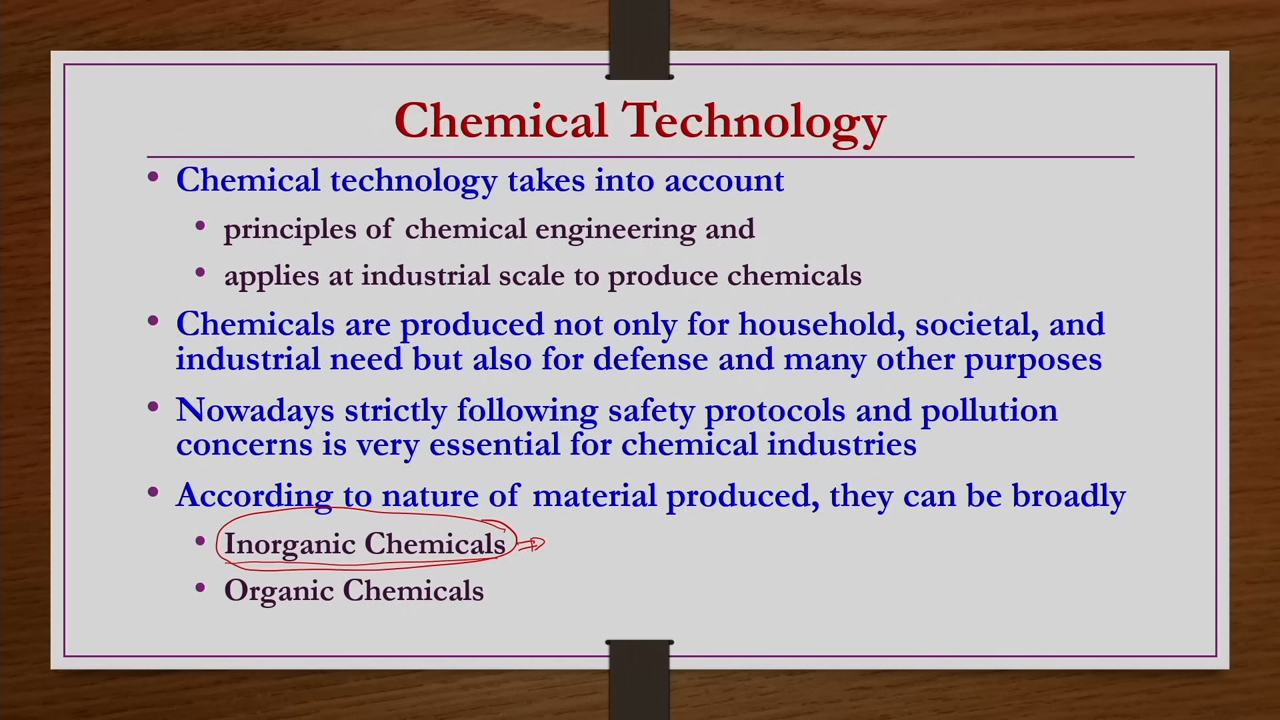 Chemical Technology
• Chemical technology takes into account
• principles of chemical engineering and
• applies at industrial scale to produce chemicals
• Chemicals are produced not only for household, societal, and
industrial need but also for defense and many other purposes
• Nowadays strictly following safety protocols and pollution
concerns is very essential for chemical industries
• According to nature of material produced, they can be broadly
• Inorganic Chemicals
• Organic Chemicals